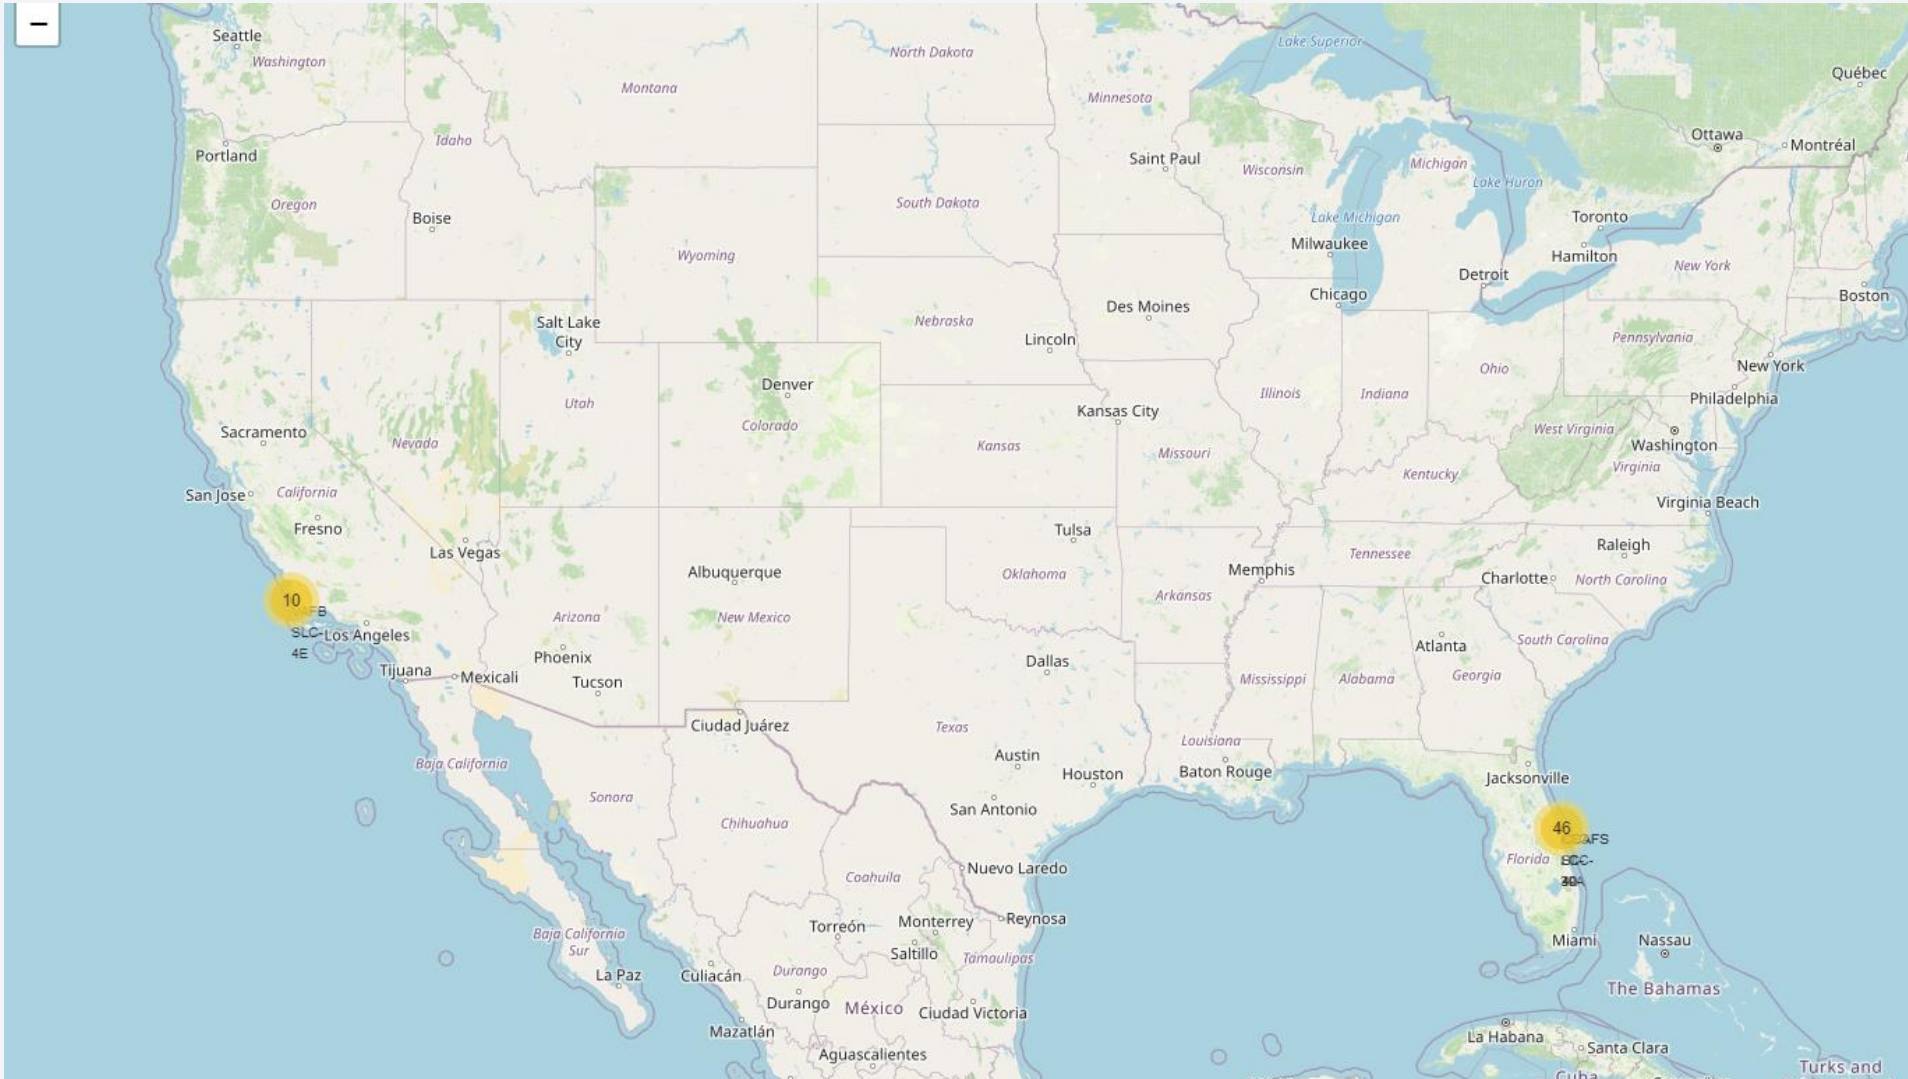 −
Seattle
Washington
Montana
North Dakota
Minnesota
Lake Superior
Québec
Ottawa
Montréal
Portland
Idaho
Saint Paul
Wisconsin
Michigan
Lake Huron
Oregon
Boise
South Dakota
Lake Michigan
Toronto
Milwaukee
Hamilton
Wyoming
Detroit
New York
Chicago
Boston
Des Moines
Salt Lake
City
Nebraska
Lincoln
Pennsylvania
New York
Ohio
Denver
Utah
Illinois
Indiana
Philadelphia
Kansas City
Colorado
Sacramento
Nevada
Kansas
Missouri
West Virginia
Washington
Kentucky
Virginia
San Jose
California
Virginia Beach
Fresno
Las Vegas
Tulsa
Raleigh
Tennessee
Albuquerque
Oklahoma
Memphis
Charlotte
North Carolina
10
Arkansas
Arizona
New Mexico
SLC-
Los Angeles
4E
South Carolina
Atlanta
Phoenix
Dallas
Tijuana
Mexicali
Tucson
Mississippi
Alabama
Georgia
Ciudad Juárez
Texas
Louisiana
Austin
Baja California
Houston
Baton Rouge
Jacksonville
Sonora
San Antonio
Chihuahua
46
Florida
Nuevo Laredo
Coahuila
Torreón
Monterrey
Reynosa
Baja California
Sur
Saltillo
Tamaulipas
Miami
Nassau
La Paz
Culiacán
Durango
The Bahamas
Durango
México
Ciudad Victoria
Mazatlán
La Habana
Santa Clara
Aguascalientes
Turks and
Cuba